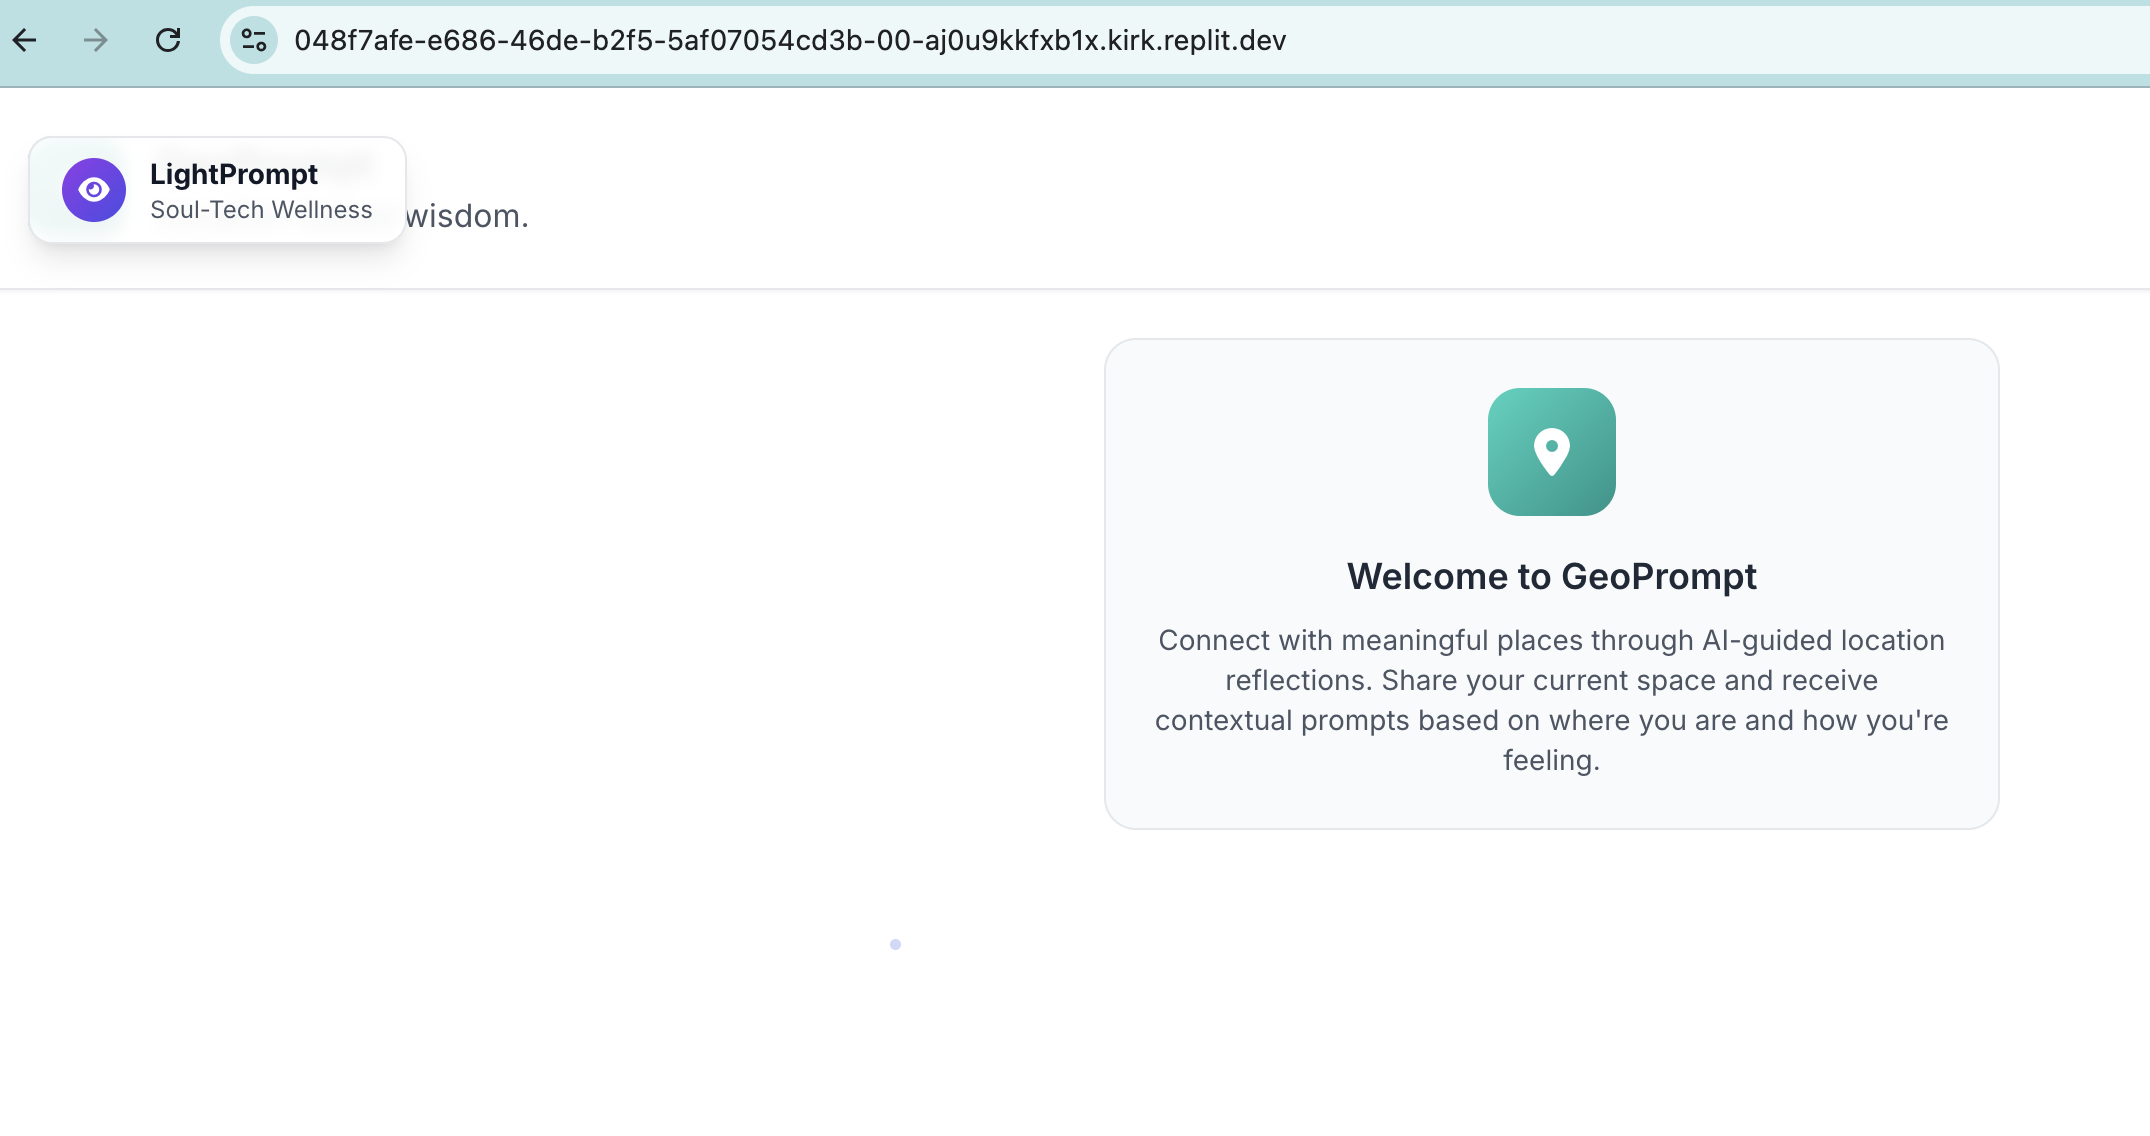 048f7afe-e686-46de-b2f5-5af07054cd3b-00-aj0u9kkfxb1x.kirk.replit.dev
LightPrompt
Soul-Tech Wellness
wisdom.
Welcome to GeoPrompt
Connect with meaningful places through AI-guided location
reflections. Share your current space and receive
contextual prompts based on where you are and how you're
feeling.